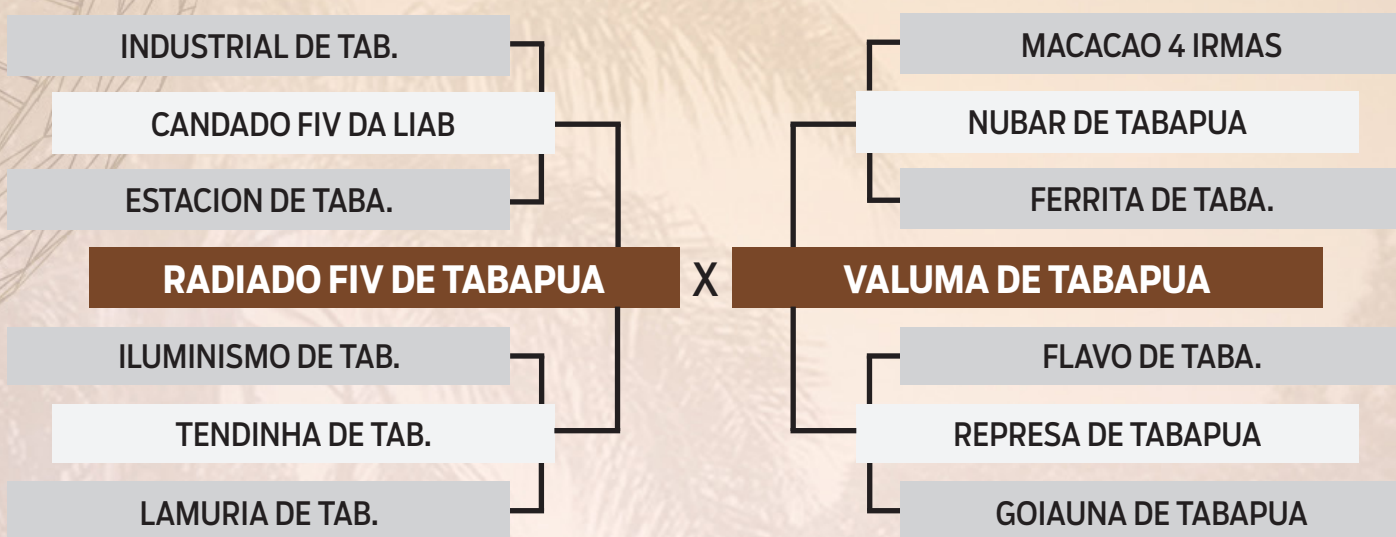 INDUSTRIAL DE TAB.
MACACAO 4 IRMAS
CANDADO FIV DA LIAB
NUBAR DE TABAPUA
ESTACION DE TABA.
FERRITA DE TABA.
RADIADO FIV DE TABAPUA X VALUMA DE TABAPUA
ILUMINISMO DE TAB.
FLAVO DE TABA.
TENDINHA DE TAB.
REPRESA DE TABAPUA
LAMURIA DE TAB.
GOIAUNA DE TABAPUA